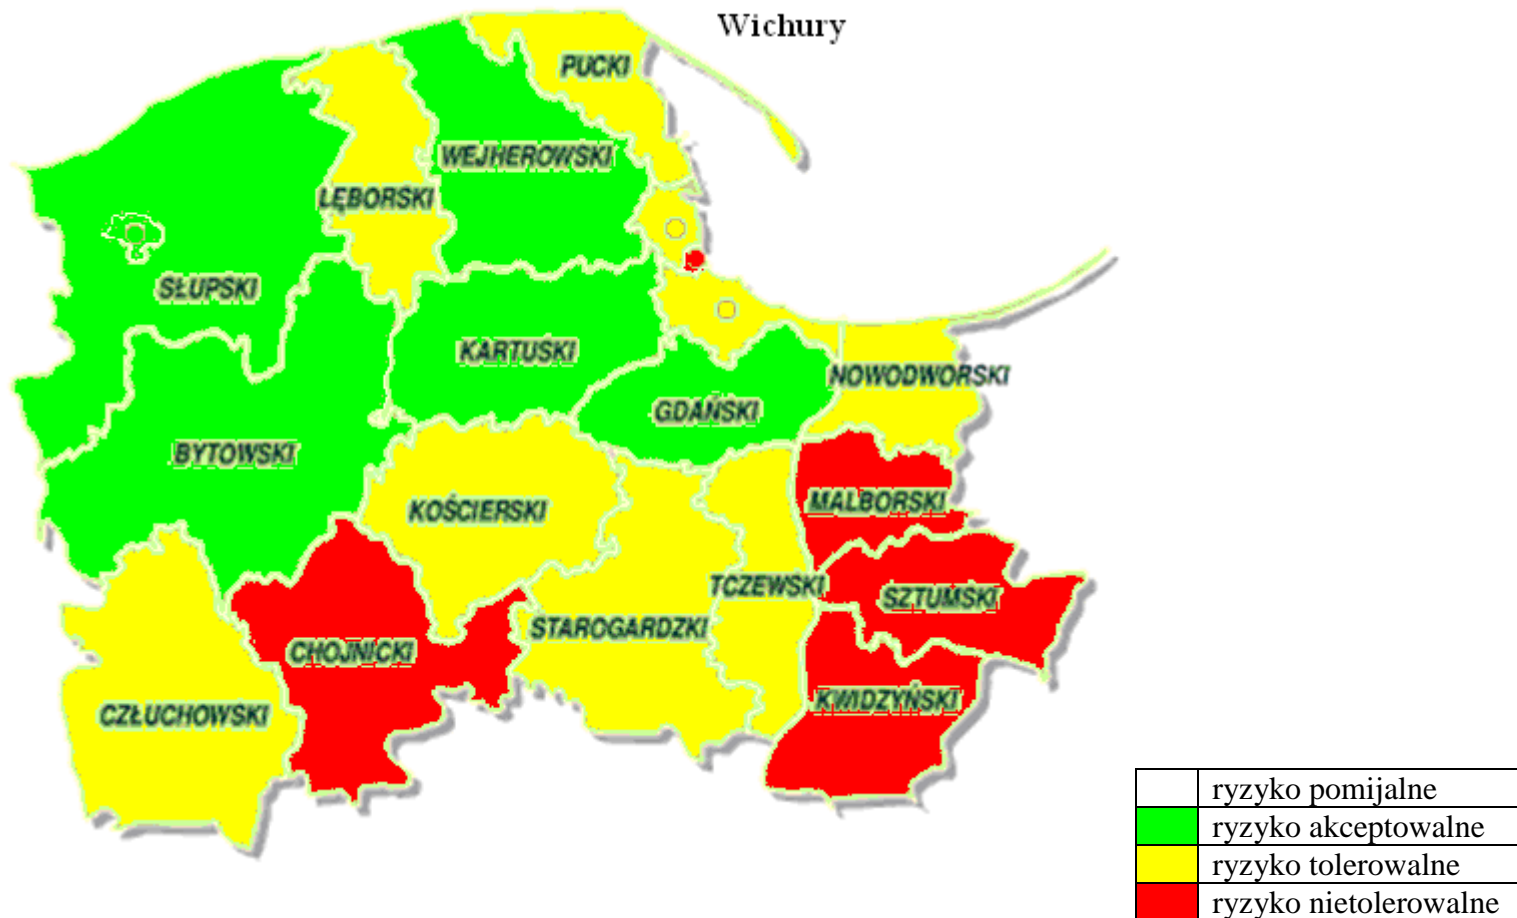 Wichury
PUCKI
WEJHEROWSKI
LĘBORSKI
SŁUPSKI
KARTUSKI
NOWODWORSKI
GDAŃSKI
BYTOWSKI
KOŚCIERSKI
MALBORSKI
TCZEWSKI
SZTUMSKI
STAROGARDZKI
CHOJNICKI
KWIDZYŃSKI
CZŁUCHOWSKI
ryzyko pomijalne
ryzyko akceptowalne
ryzyko tolerowalne
ryzyko nietolerowalne